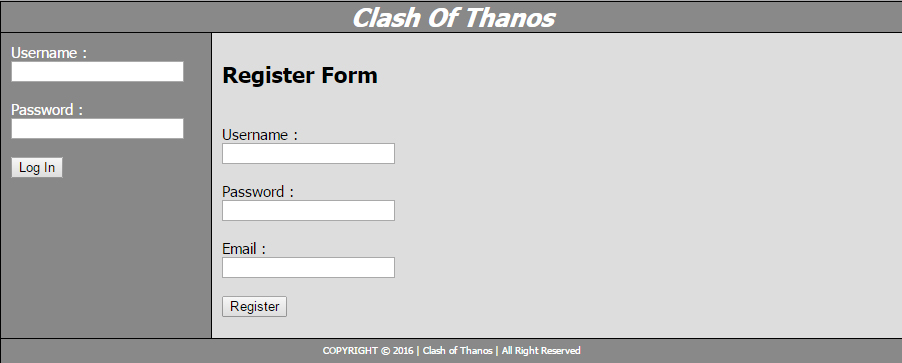 Clash Of Thanos
Username :
Password :
Log In
Register Form
Username :
Password :
Email :
Register
COPYRIGHT © 2016 | Clash of Thanos | All Right Reserved